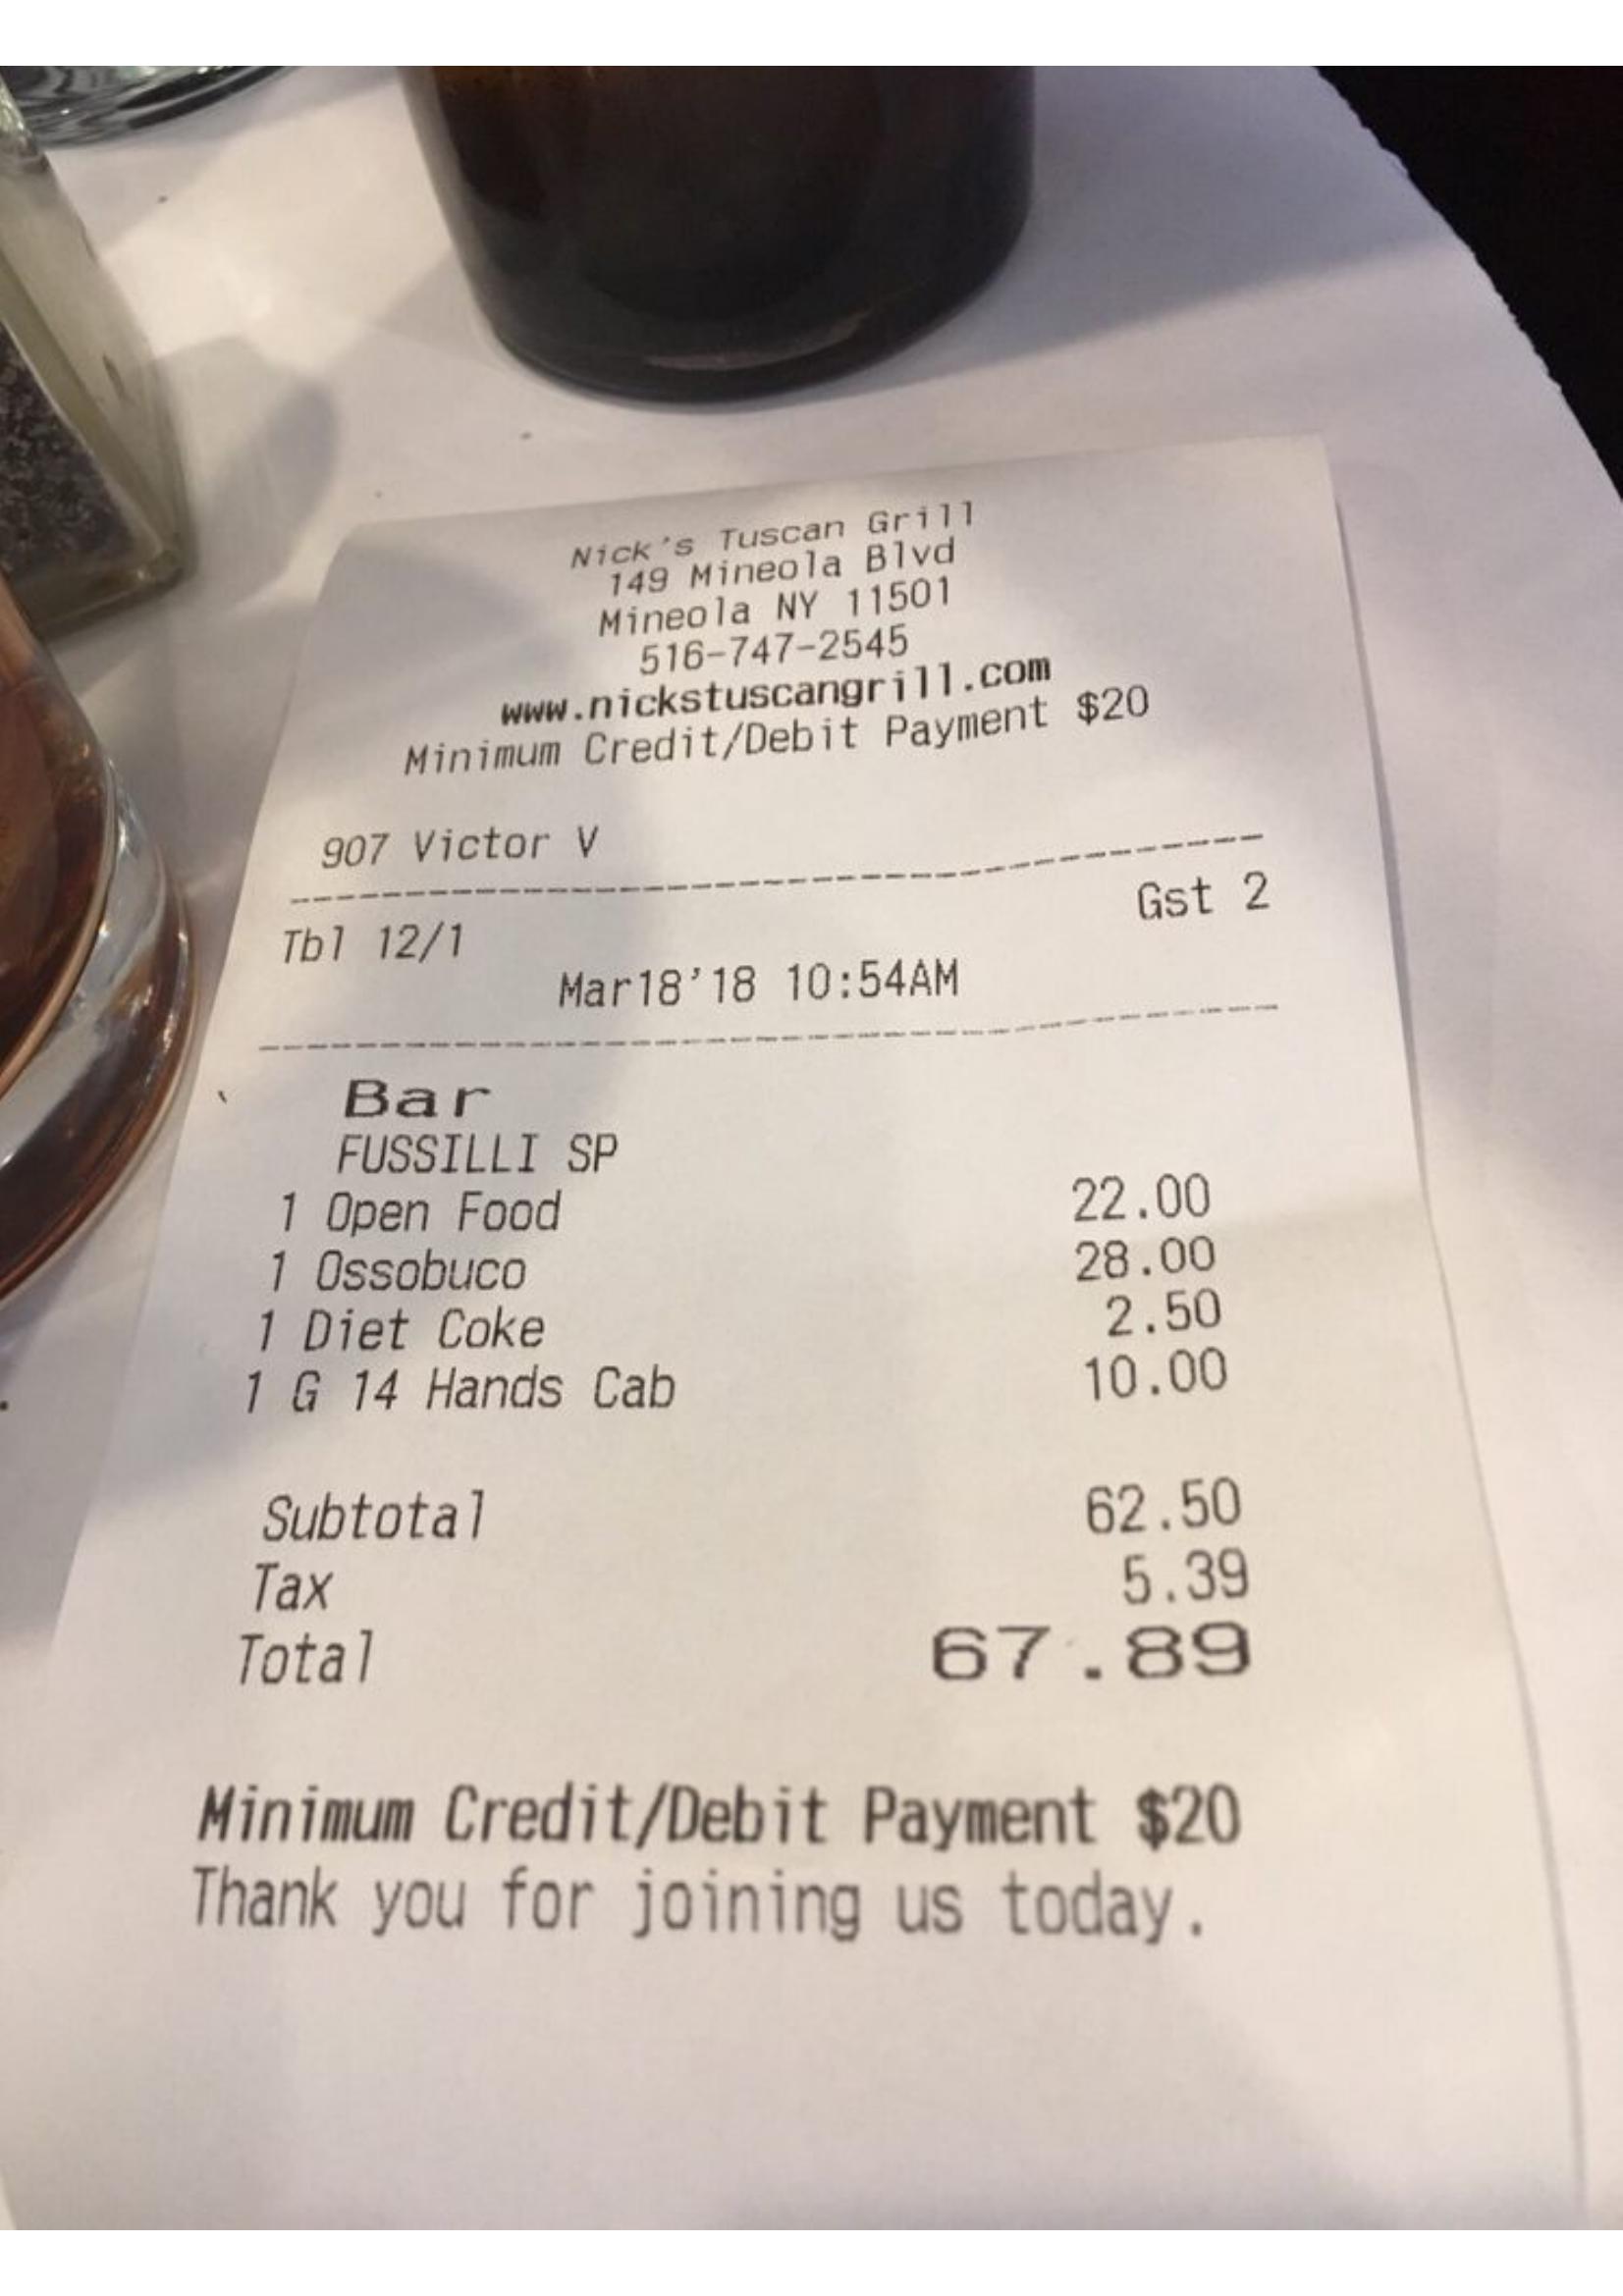 Nick's Tuscan Grill
149 Mineola Blvd
Mineola NY 11501
516-747-2545
www.nickstuscangrill.com
Minimum Credit/Debit Payment $20
907 Victor V
Tbl 12/1 Gst 2
Mar18'18 10:54AM
Bar
FUSSILLI SP
1 Open Food 22.00
1 Ossobuco 28.00
1 Diet Coke 2.50
1 G 14 Hands Cab 10.00
Subtotal 62.50
Tax 5.39
Total 67.89
Minimum Credit/Debit Payment $20
Thank you for joining us today.